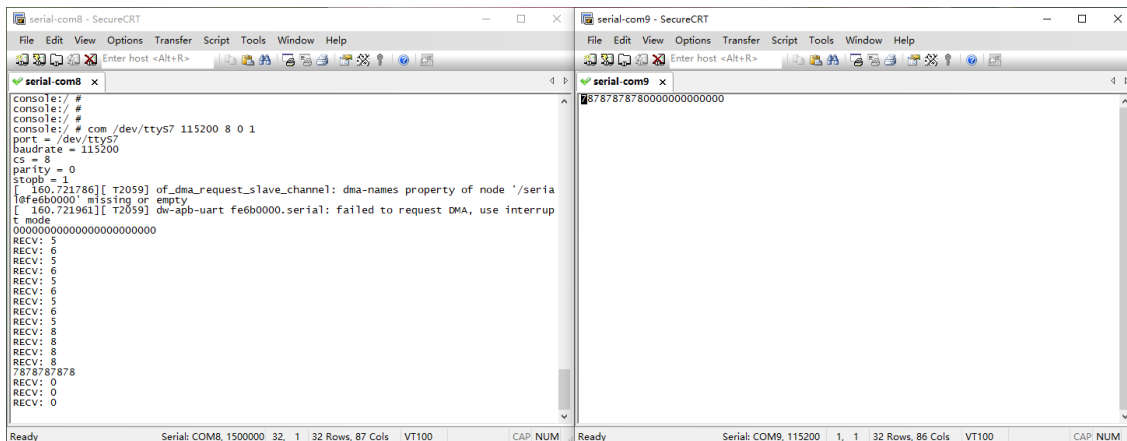 serial-com8 - SecureCRT
File Edit View Options Transfer Script Tools Window Help
Enter host <Alt+R>
serial-com8 x
console:/ #
console:/ #
console:/ #
console:/ # com /dev/ttyS7 115200 8 0 1
port = /dev/ttyS7
baudrate = 115200
cs = 8
parity = 0
stopb = 1
[ 160.721786][ T2059] of_dma_request_slave_channel: dma-names property of node '/seria
l@fe6b0000' missing or empty
[ 160.721961][ T2059] dw-apb-uart fe6b0000.serial: failed to request DMA, use interrup
t mode
000000000000000000000000
RECV: 5
RECV: 6
RECV: 5
RECV: 6
RECV: 5
RECV: 6
RECV: 5
RECV: 6
RECV: 5
RECV: 8
RECV: 8
RECV: 8
RECV: 8
7878787878
RECV: 0
RECV: 0
RECV: 0
Ready Serial: COM8, 1500000 32, 1 32 Rows, 87 Cols VT100 CAP NUM
serial-com9 - SecureCRT
File Edit View Options Transfer Script Tools Window Help
Enter host <Alt+R>
serial-com9 x
78787878780000000000000
Ready Serial: COM9, 115200 1, 1 32 Rows, 86 Cols VT100 CAP NUM